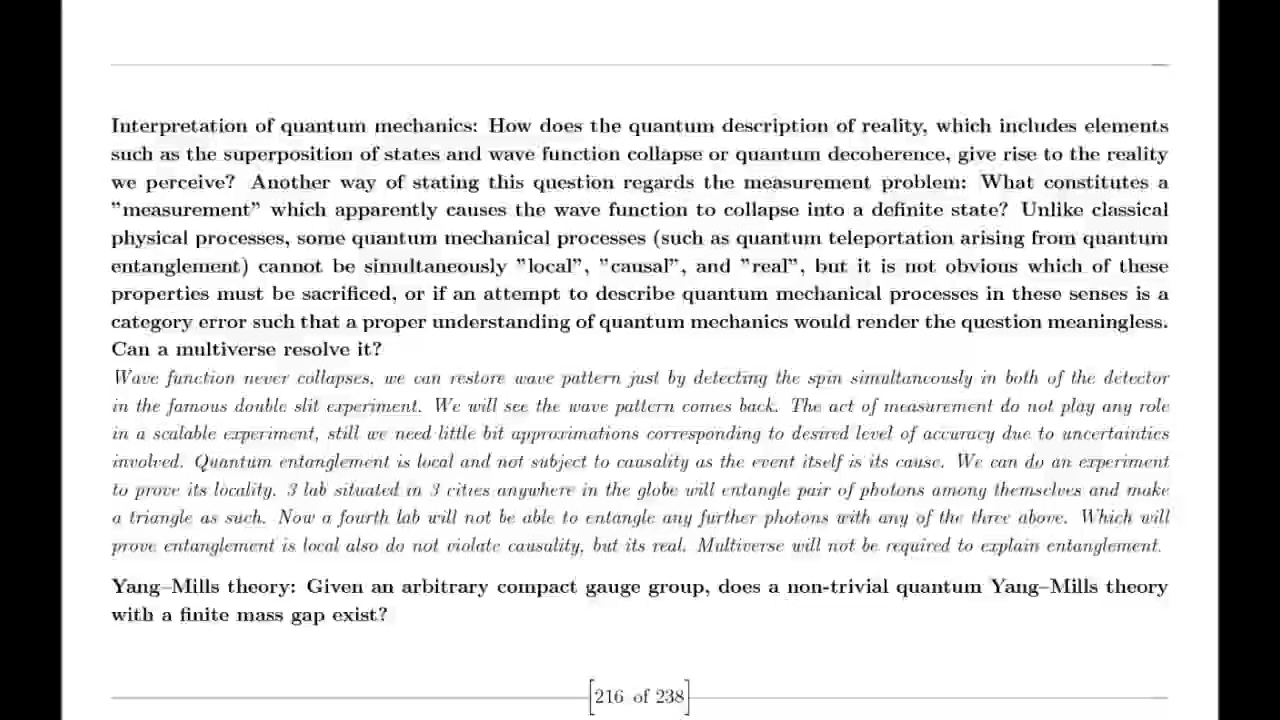 Interpretation of quantum mechanics: How does the quantum description of reality, which includes elements
such as the superposition of states and wave function collapse or quantum decoherence, give rise to the reality
we perceive? Another way of stating this question regards the measurement problem: What constitutes a
”measurement” which apparently causes the wave function to collapse into a definite state? Unlike classical
physical processes, some quantum mechanical processes (such as quantum teleportation arising from quantum
entanglement) cannot be simultaneously ”local”, ”causal”, and ”real”, but it is not obvious which of these
properties must be sacrificed, or if an attempt to describe quantum mechanical processes in these senses is a
category error such that a proper understanding of quantum mechanics would render the question meaningless.
Can a multiverse resolve it?
Wave function never collapses, we can restore wave pattern just by detecting the spin simultaneously in both of the detector
in the famous double slit experiment. We will see the wave pattern comes back. The act of measurement do not play any role
in a scalable experiment, still we need little bit approximations corresponding to desired level of accuracy due to uncertainties
involved. Quantum entanglement is local and not subject to causality as the event itself is its cause. We can do an experiment
to prove its locality. 3 lab situated in 3 cities anywhere in the globe will entangle pair of photons among themselves and make
a triangle as such. Now a fourth lab will not be able to entangle any further photons with any of the three above. Which will
prove entanglement is local also do not violate causality, but its real. Multiverse will not be required to explain entanglement.
Yang–Mills theory: Given an arbitrary compact gauge group, does a non-trivial quantum Yang–Mills theory
with a finite mass gap exist?
216 of 238